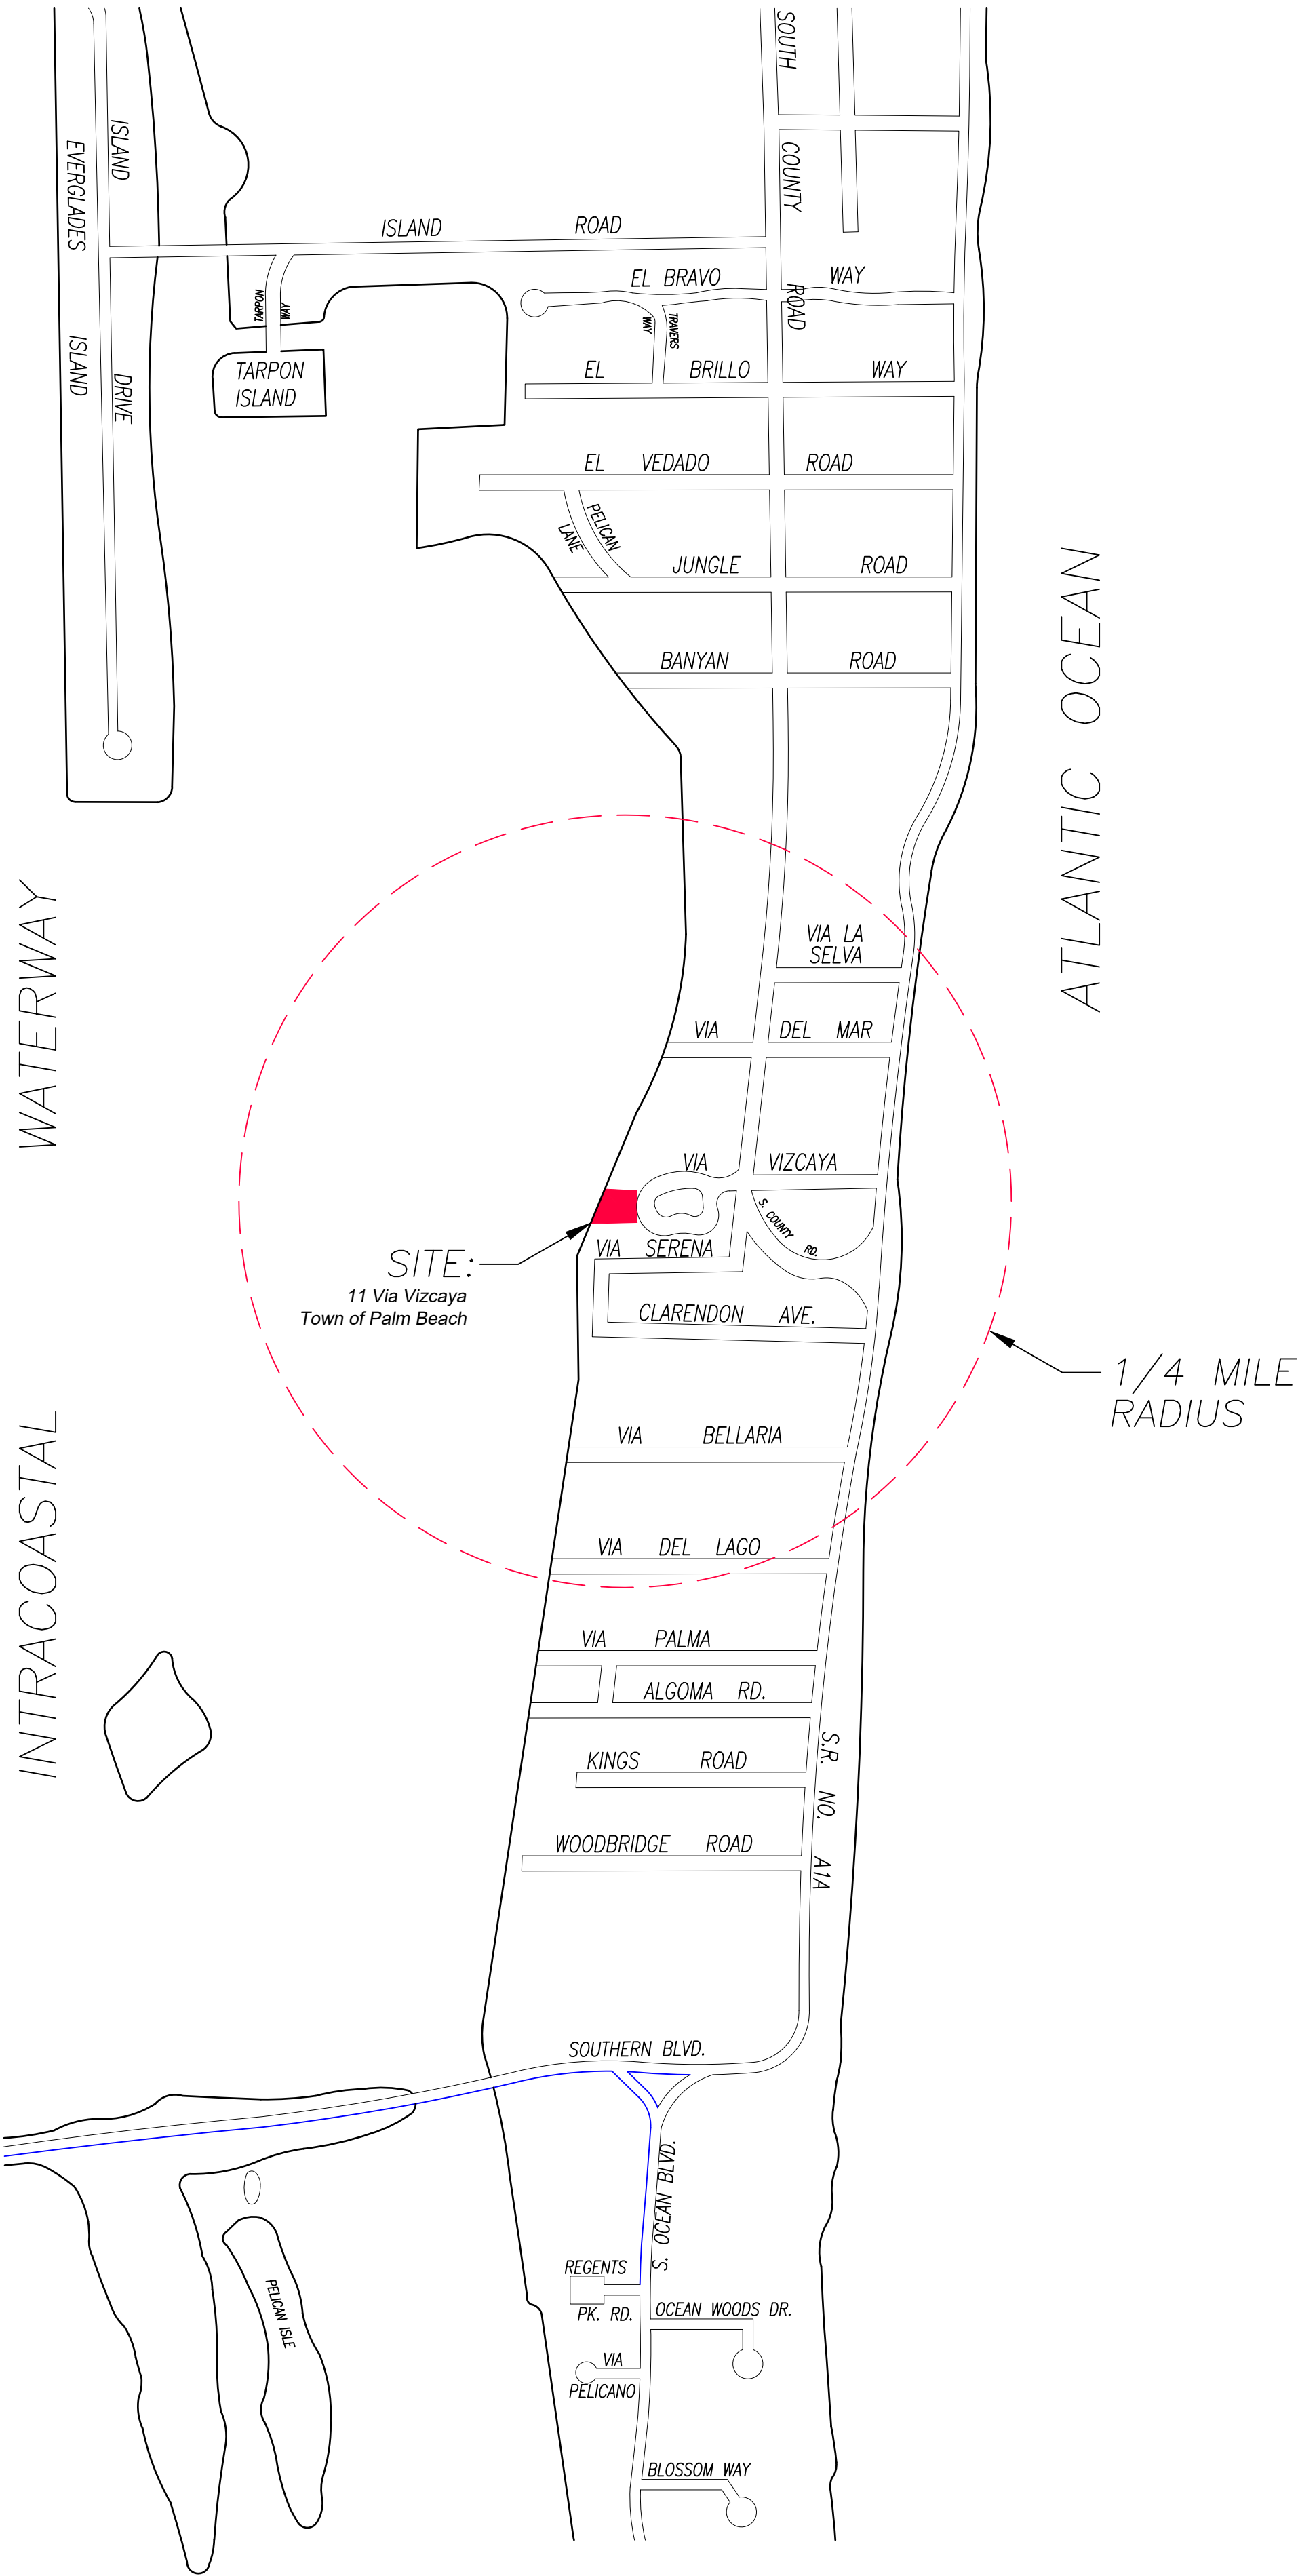 SOUTH
COUNTY
ROAD
ISLAND
DRIVE
EVERGLADES
ISLAND
ISLAND ROAD
TARPON
WAY
TARPON
ISLAND
EL BRAVO WAY
WAY
TRAVERS
EL BRILLO WAY
EL VEDADO ROAD
PELICAN
LANE
JUNGLE ROAD
BANYAN ROAD
ATLANTIC OCEAN
VIA LA
SELVA
VIA DEL MAR
VIA VIZCAYA
S. COUNTY RD.
VIA SERENA
SITE:
11 Via Vizcaya
Town of Palm Beach
CLARENDON AVE.
1/4 MILE
RADIUS
VIA BELLARIA
VIA DEL LAGO
VIA PALMA
ALGOMA RD.
KINGS ROAD
WOODBRIDGE ROAD
S.R. NO. A1A
INTRACOASTAL WATERWAY
SOUTHERN BLVD.
S. OCEAN BLVD.
PELICAN ISLE
REGENTS
PK. RD.
OCEAN WOODS DR.
VIA
PELICANO
BLOSSOM WAY